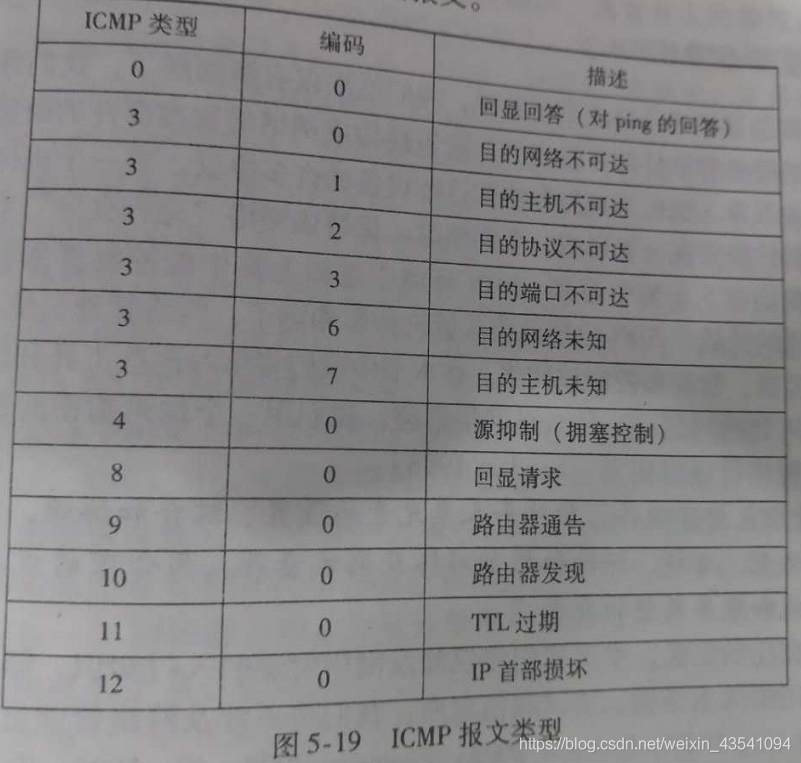 报文。
ICMP 类型 编码 描述
0 0 回显回答（对 ping 的回答）
3 0 目的网络不可达
3 1 目的主机不可达
3 2 目的协议不可达
3 3 目的端口不可达
3 6 目的网络未知
3 7 目的主机未知
4 0 源抑制（拥塞控制）
8 0 回显请求
9 0 路由器通告
10 0 路由器发现
11 0 TTL 过期
12 0 IP 首部损坏
图 5-19 ICMP 报文类型
https://blog.csdn.net/weixin_43541094